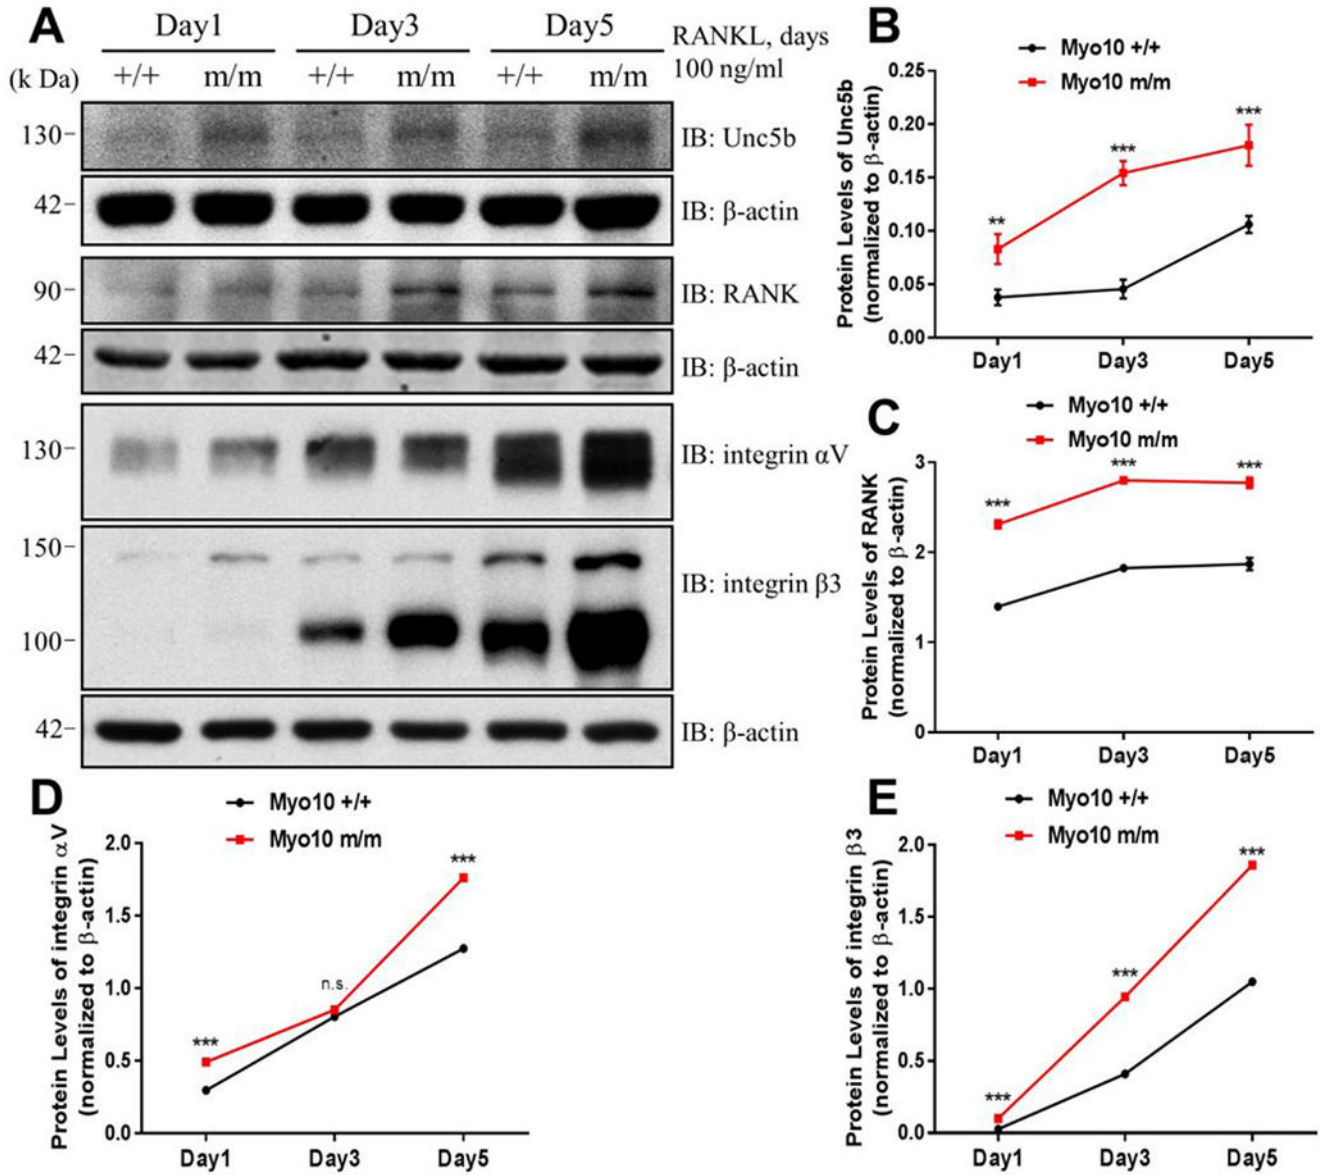 A
Day1 Day3 Day5
RANKL, days
100 ng/ml
(k Da) +/+ m/m +/+ m/m +/+ m/m
130 IB: Unc5b
42 IB: β-actin
90 IB: RANK
42 IB: β-actin
130 IB: integrin αV
150
IB: integrin β3
100
42 IB: β-actin
B
Myo10 +/+
Myo10 m/m
Protein Levels of Unc5b
(normalized to β-actin)
0.25
0.20
0.15
0.10
0.05
0.00
** *** ***
Day1 Day3 Day5
C
Myo10 +/+
Myo10 m/m
Protein Levels of RANK
(normalized to β-actin)
3
2
1
0
*** *** ***
Day1 Day3 Day5
D
Myo10 +/+
Myo10 m/m
Protein Levels of integrin αV
(normalized to β-actin)
2.0
1.5
1.0
0.5
0.0
*** n.s. ***
Day1 Day3 Day5
E
Myo10 +/+
Myo10 m/m
Protein Levels of integrin β3
(normalized to β-actin)
2.0
1.5
1.0
0.5
0.0
*** *** ***
Day1 Day3 Day5